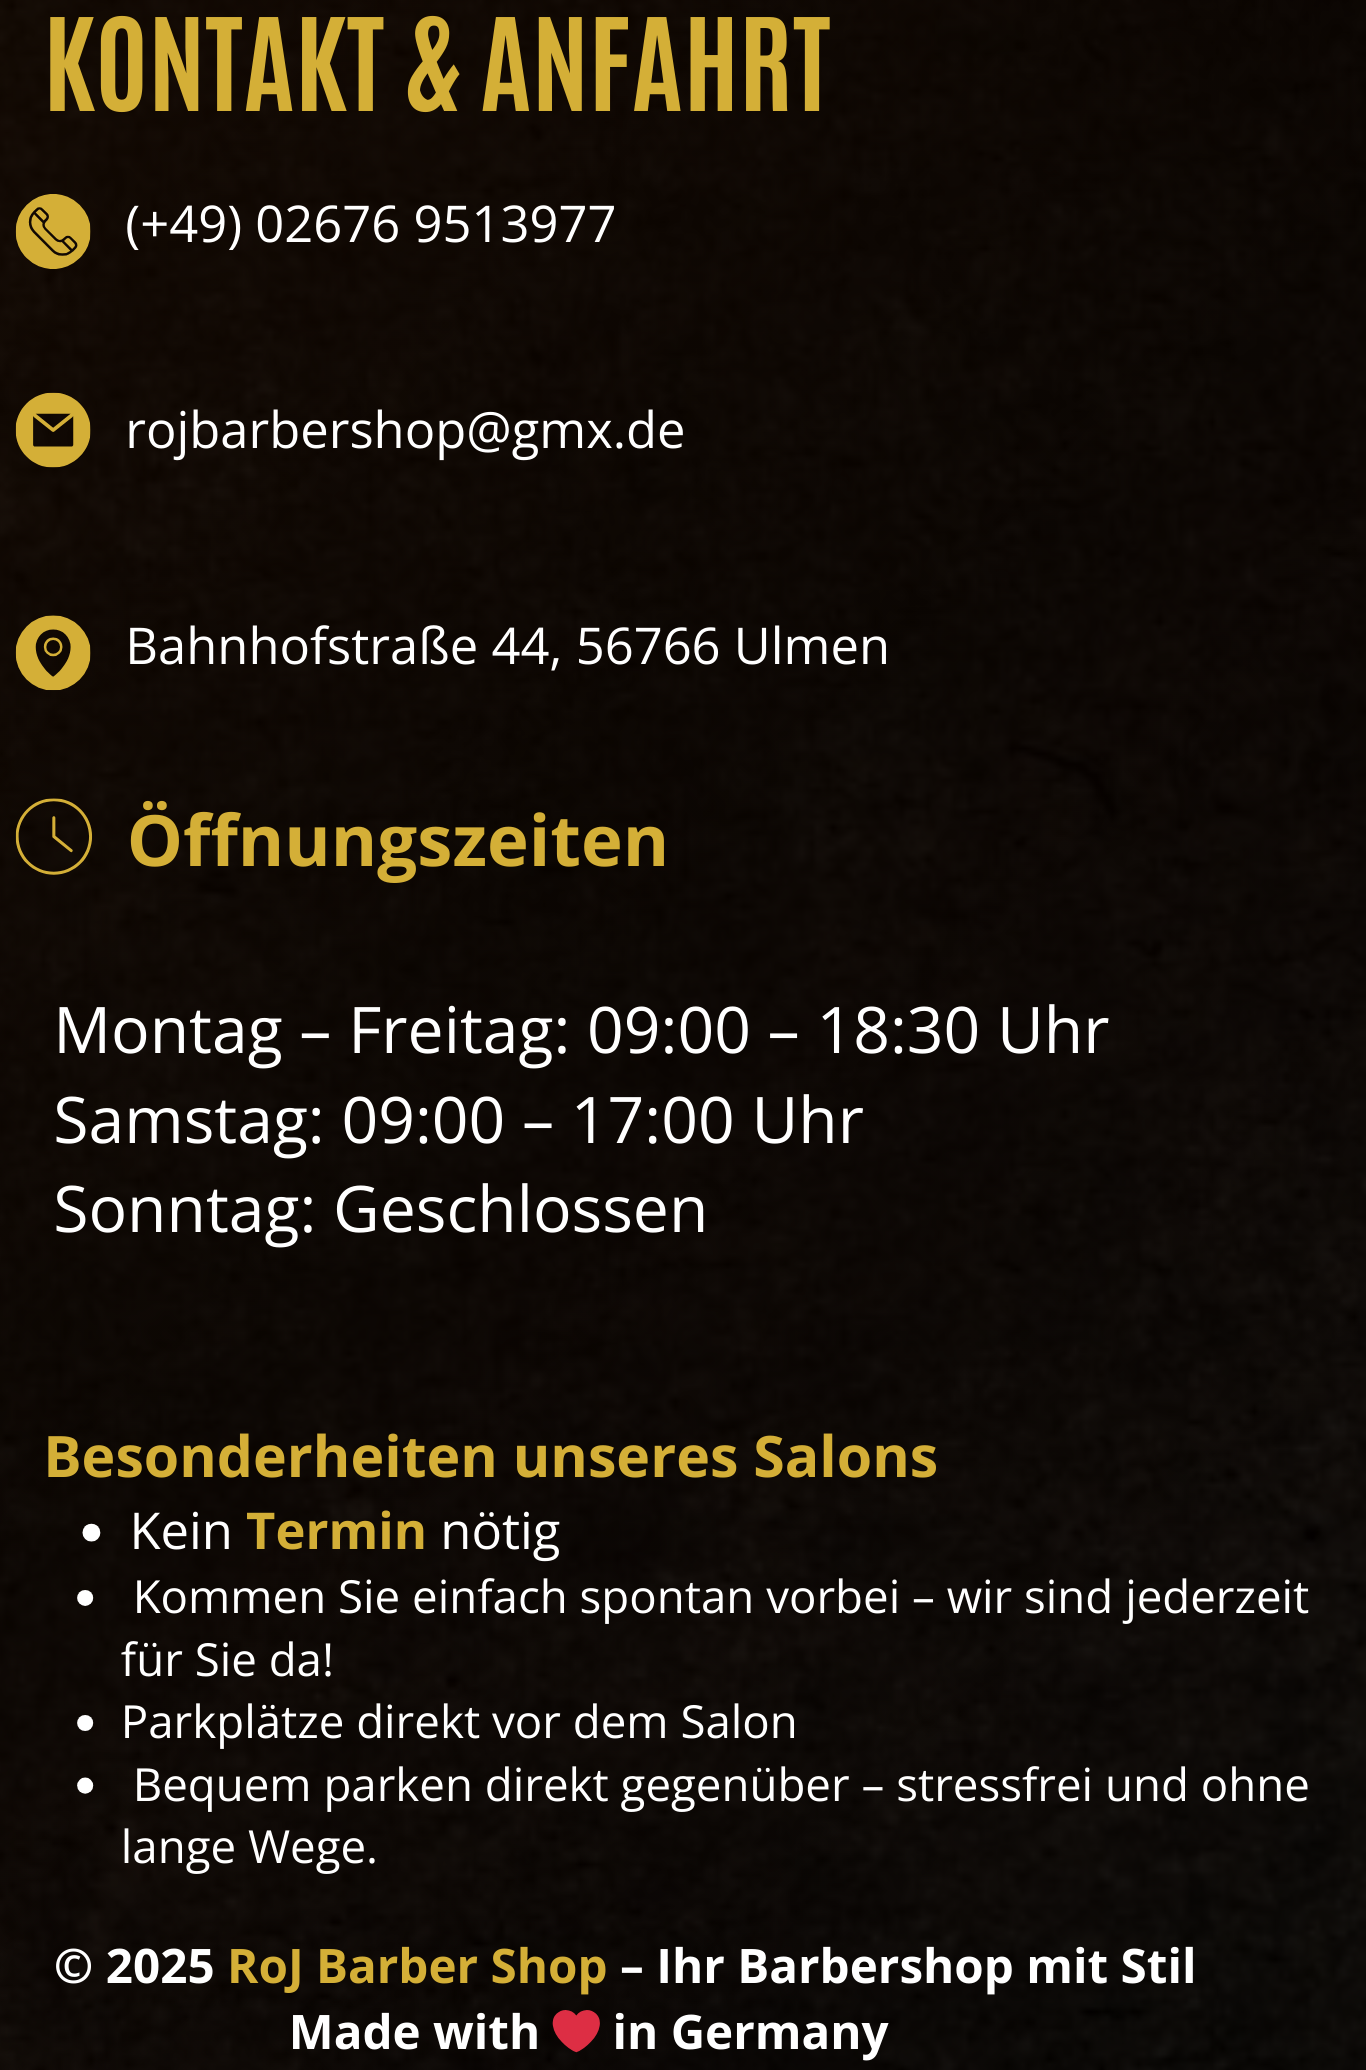 KONTAKT & ANFAHRT
(+49) 02676 9513977
rojbarbershop@gmx.de
Bahnhofstraße 44, 56766 Ulmen
Öffnungszeiten
Montag – Freitag: 09:00 – 18:30 Uhr
Samstag: 09:00 – 17:00 Uhr
Sonntag: Geschlossen
Besonderheiten unseres Salons
• Kein Termin nötig
• Kommen Sie einfach spontan vorbei – wir sind jederzeit
für Sie da!
• Parkplätze direkt vor dem Salon
• Bequem parken direkt gegenüber – stressfrei und ohne
lange Wege.
© 2025 RoJ Barber Shop – Ihr Barbershop mit Stil
Made with ❤️ in Germany